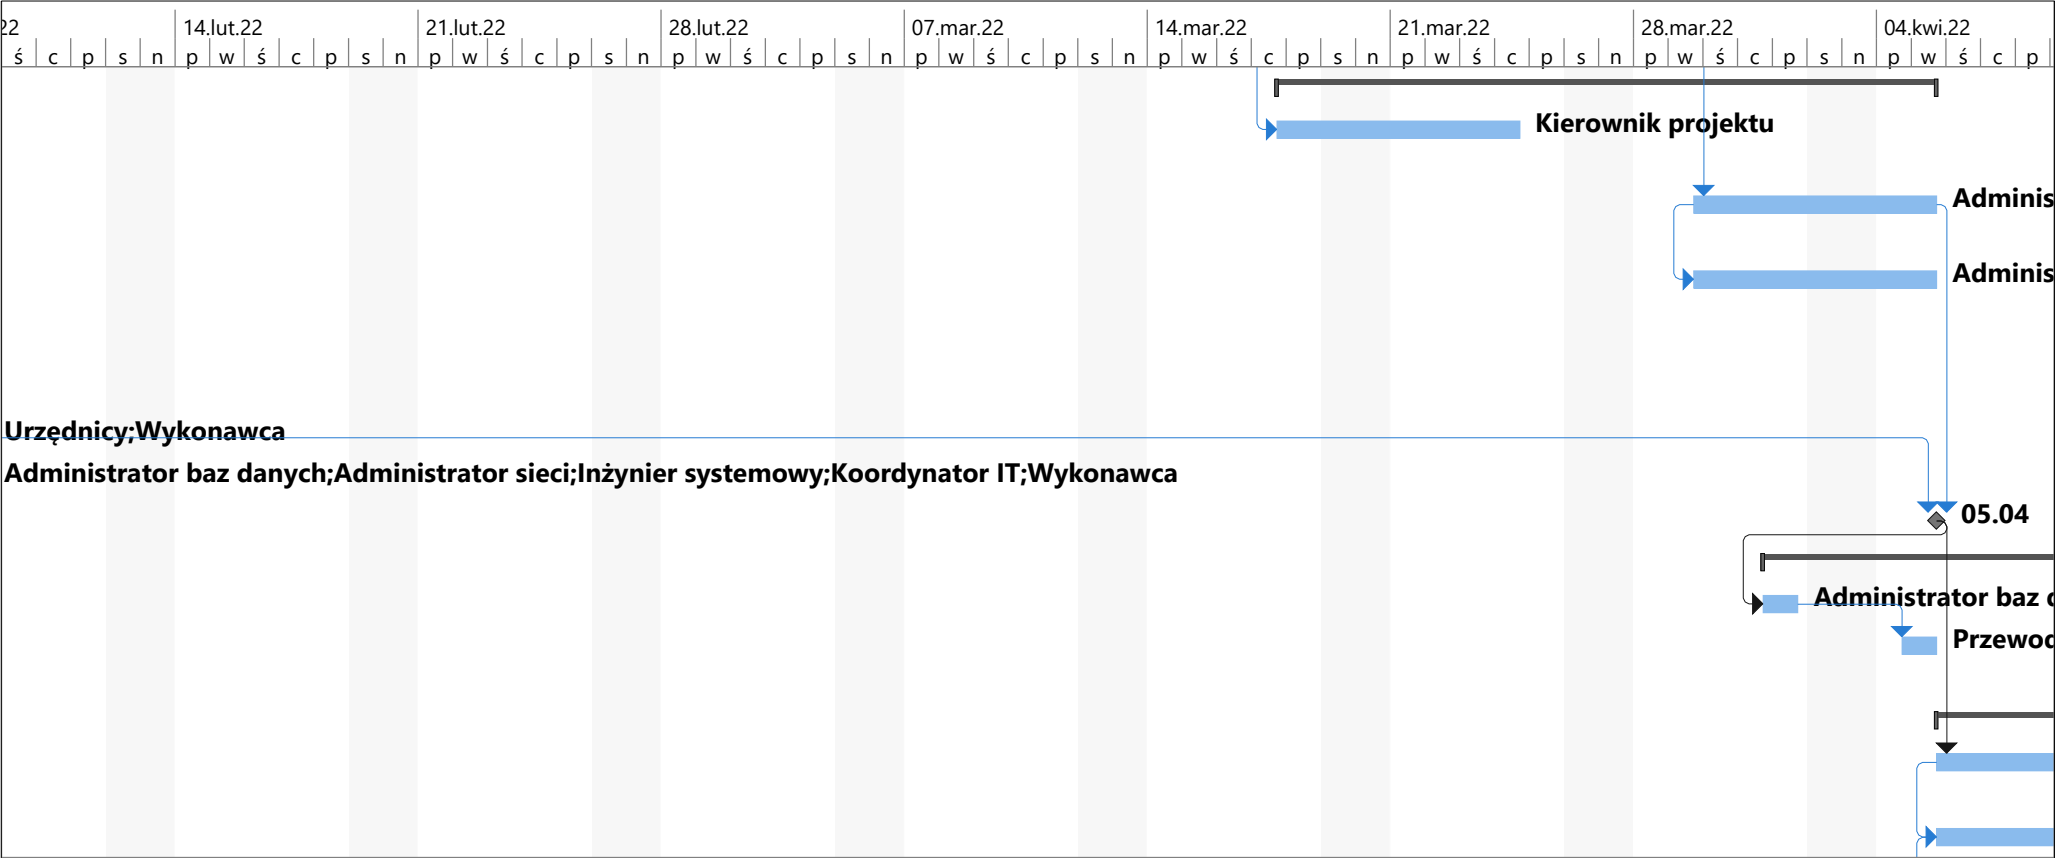 22 14.lut.22 21.lut.22 28.lut.22 07.mar.22 14.mar.22 21.mar.22 28.mar.22 04.kwi.22
ś c p s n p w ś c p s n p w ś c p s n p w ś c p s n p w ś c p s n p w ś c p s n p w ś c p s n p w ś c p s n p w ś c p
Kierownik projektu
Adminis
Adminis
Urzędnicy;Wykonawca
Administrator baz danych;Administrator sieci;Inżynier systemowy;Koordynator IT;Wykonawca
05.04
Administrator baz
Przewod